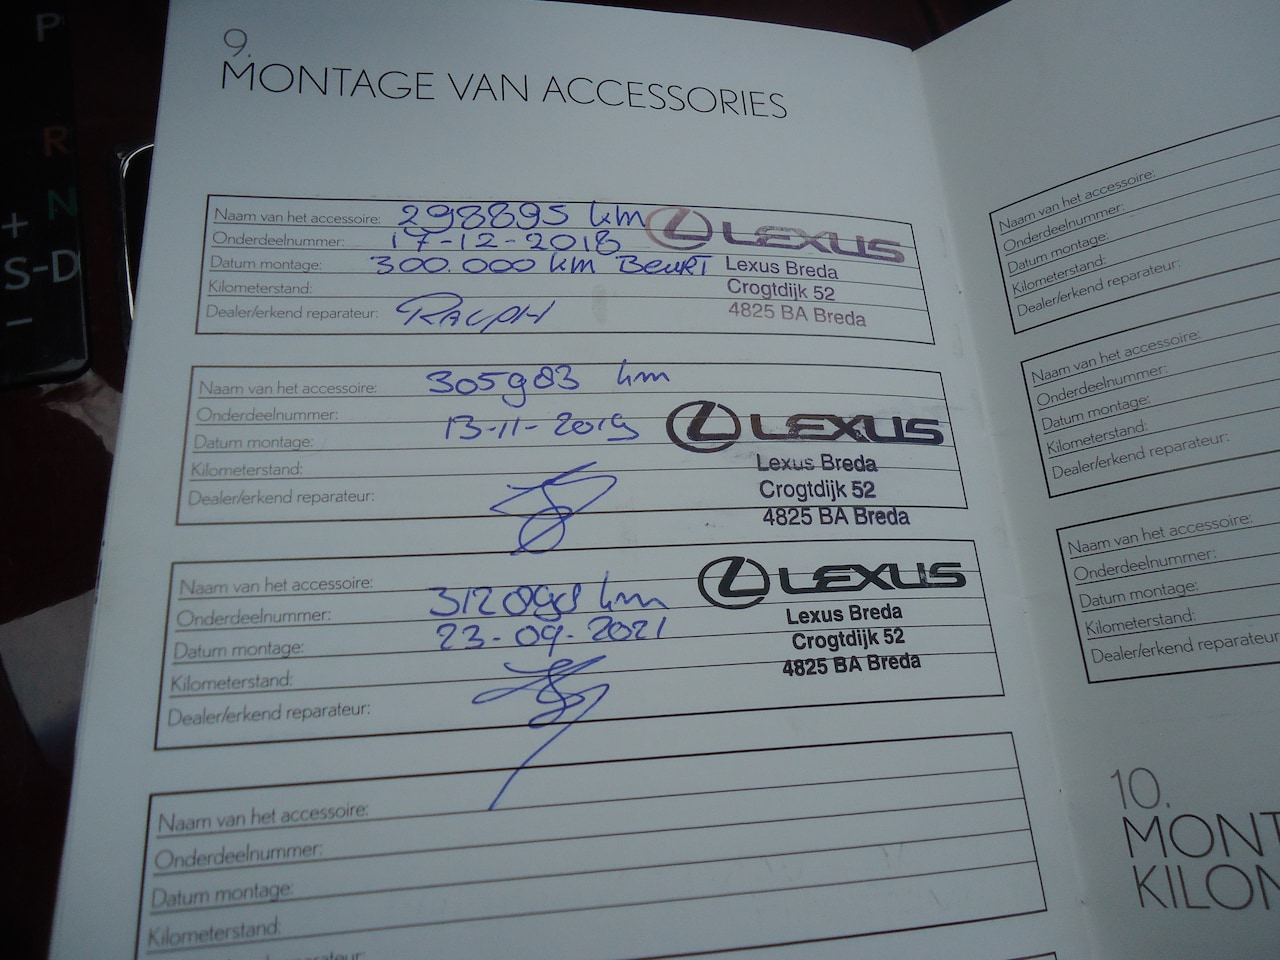 P
R
N
+
S-D
−
9.
MONTAGE VAN ACCESSORIES
Naam van het accessoire: 298895 km
Onderdeelnummer: 17-12-2018
Datum montage: 300.000 km BEURT
Kilometerstand:
Dealer/erkend reparateur: RALPH
LEXUS
Lexus Breda
Crogtdijk 52
4825 BA Breda
Naam van het accessoire: 305983 km
Onderdeelnummer: 13-11-2019
Datum montage:
Kilometerstand:
Dealer/erkend reparateur:
LEXUS
Lexus Breda
Crogtdijk 52
4825 BA Breda
Naam van het accessoire:
Onderdeelnummer: km
Datum montage: 23-09-2021
Kilometerstand:
Dealer/erkend reparateur:
LEXUS
Lexus Breda
Crogtdijk 52
4825 BA Breda
Naam van het accessoire:
Onderdeelnummer:
Datum montage:
Kilometerstand:
Naam van het accessoire:
Onderdeelnummer:
Datum montage:
Kilometerstand:
Dealer/erkend reparateur:
Naam van het accessoire:
Onderdeelnummer:
Datum montage:
Kilometerstand:
Dealer/erkend reparateur:
Naam van het accessoire:
Onderdeelnummer:
Datum montage:
Kilometerstand:
Dealer/erkend reparateur
10.
MONT
KILON